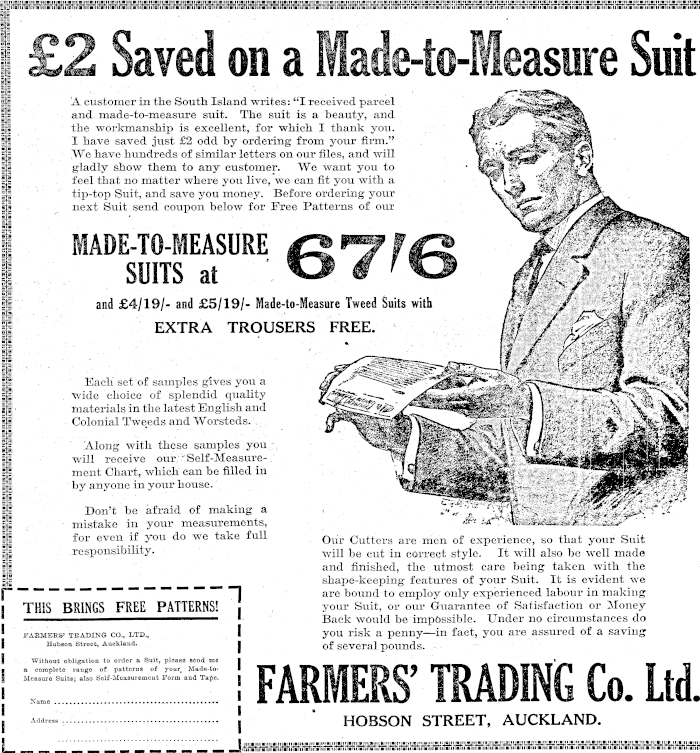 £2 Saved on a Made-to-Measure Suit
A customer in the South Island writes: "I received parcel
and made-to-measure suit. The suit is a beauty, and
the workmanship is excellent, for which I thank you.
I have saved just £2 odd by ordering from your firm."
We have hundreds of similar letters on our files, and will
gladly show them to any customer. We want you to
feel that no matter where you live, we can fit you with a
tip-top Suit, and save you money. Before ordering your
next Suit send coupon below for Free Patterns of our
MADE-TO-MEASURE
SUITS at
67/6
and £4/19/- and £5/19/- Made-to-Measure Tweed Suits with
EXTRA TROUSERS FREE.
Each set of samples gives you a
wide choice of splendid quality
materials in the latest English and
Colonial Tweeds and Worsteds.
Along with these samples you
will receive our Self-Measure-
ment Chart, which can be filled in
by anyone in your house.
Don't be afraid of making a
mistake in your measurements,
for even if you do we take full
responsibility.
Our Cutters are men of experience, so that your Suit
will be cut in correct style. It will also be well made
and finished, the utmost care being taken with the
shape-keeping features of your Suit. It is evident we
are bound to employ only experienced labour in making
your Suit, or our Guarantee of Satisfaction or Money
Back would be impossible. Under no circumstances do
you risk a penny—in fact, you are assured of a saving
of several pounds.
THIS BRINGS FREE PATTERNS!
FARMERS' TRADING CO., LTD.,
Hobson Street, Auckland.
Without obligation to order a Suit, please send me
a complete range of patterns of your Made-to-
Measure Suits; also Self-Measurement Form and Tape.
Name
Address
FARMERS' TRADING Co. Ltd.
HOBSON STREET, AUCKLAND.